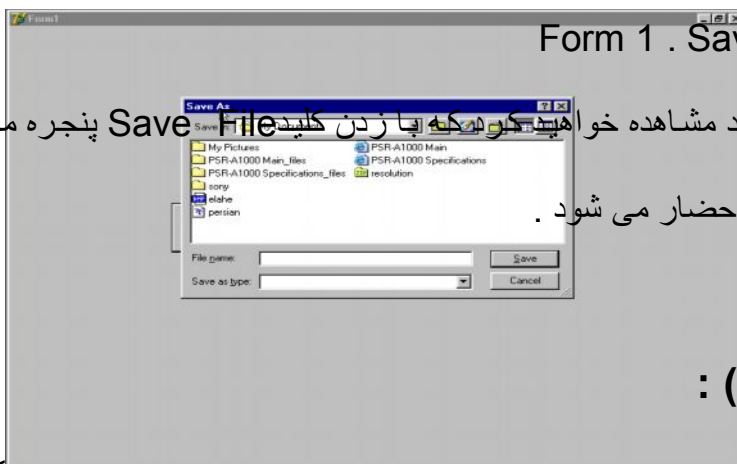 Form1
Form 1 . Sav
Save As
د مشاهده خواهید کرد که با زدن کلید Save File پنجره م
Save
My Pictures
PSR-A1000 Main_files
PSR-A1000 Specifications_files
sony
elahe
persian
PSR-A1000 Main
PSR-A1000 Specifications
resolution
حضار می شود .
File name:
Save
Save as type:
Cancel
) :